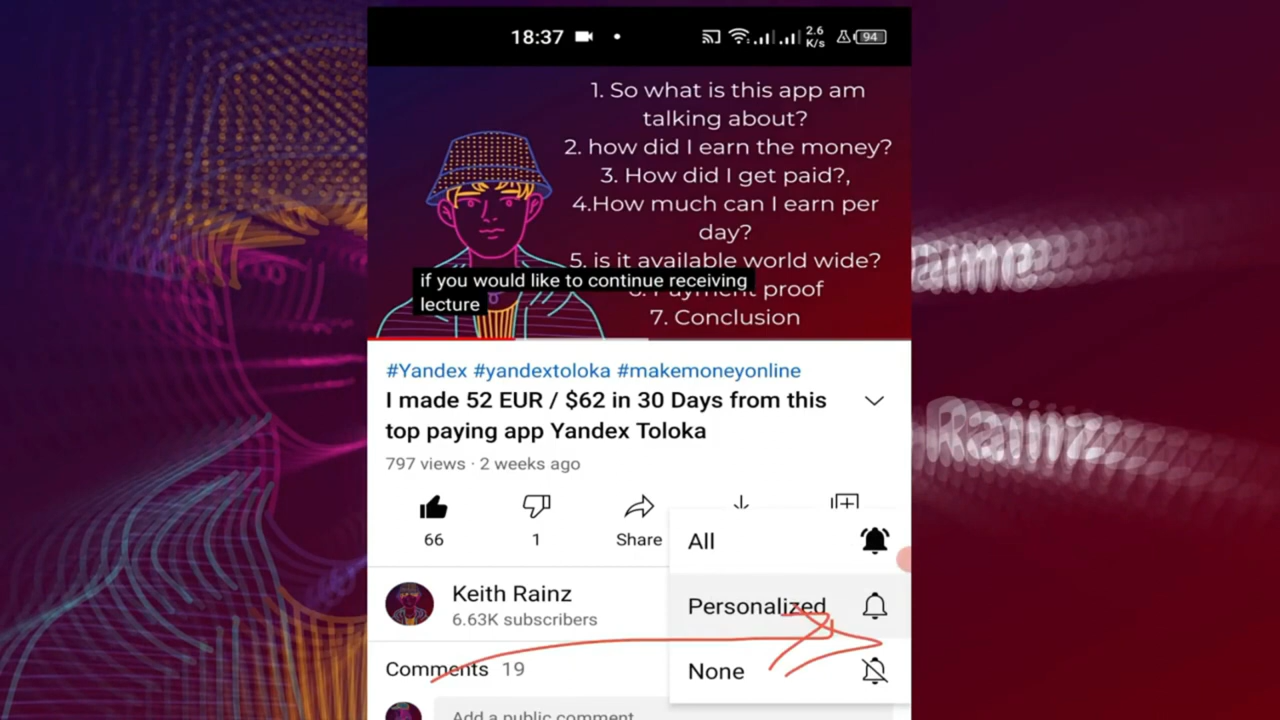 18:37
2.6
K/s
94
1. So what is this app am
talking about?
2. how did I earn the money?
3. How did I get paid?,
4.How much can I earn per
day?
5. is it available world wide?
if you would like to continue receiving
lecture
proof
7. Conclusion
#Yandex #yandextoloka #makemoneyonline
I made 52 EUR / $62 in 30 Days from this
top paying app Yandex Toloka
797 views · 2 weeks ago
66
1
Share
All
Keith Rainz
6.63K subscribers
Personalized
Comments 19
None
Add a public comment
Rainz